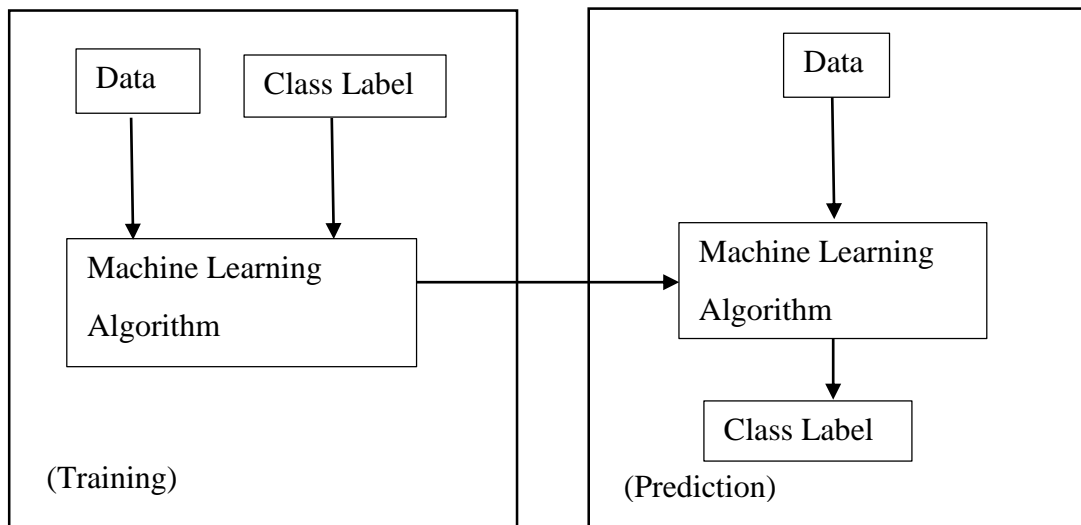 Data
Class Label
Machine Learning
Algorithm
(Training)
Data
Machine Learning
Algorithm
Class Label
(Prediction)